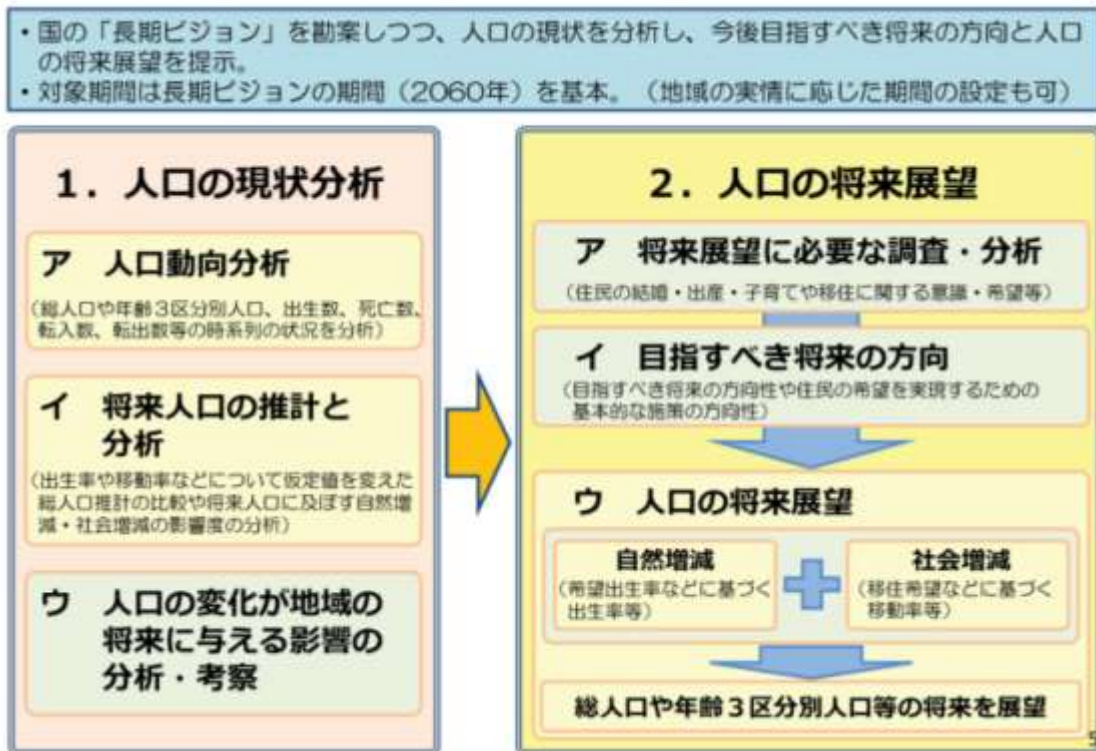 ・国の「長期ビジョン」を勘案しつつ、人口の現状を分析し、今後目指すべき将来の方向と人口
の将来展望を提示。
・対象期間は長期ビジョンの期間（2060年）を基本。（地域の実情に応じた期間の設定も可）
１．人口の現状分析
ア　人口動向分析
（総人口や年齢３区分別人口、出生数、死亡数、
転入数、転出数等の時系列の状況を分析）
イ　将来人口の推計と
分析
（出生率や移動率などについて仮定値を変えた
総人口推計の比較や将来人口に及ぼす自然増
減・社会増減の影響度の分析）
ウ　人口の変化が地域の
将来に与える影響の
分析・考察
２．人口の将来展望
ア　将来展望に必要な調査・分析
（住民の結婚・出産・子育てや移住に関する意識・希望等）
イ　目指すべき将来の方向
（目指すべき将来の方向性や住民の希望を実現するための
基本的な施策の方向性）
ウ　人口の将来展望
自然増減
（希望出生率などに基づく
出生率等）
社会増減
（移住希望などに基づく
移動率等）
総人口や年齢３区分別人口等の将来を展望
5